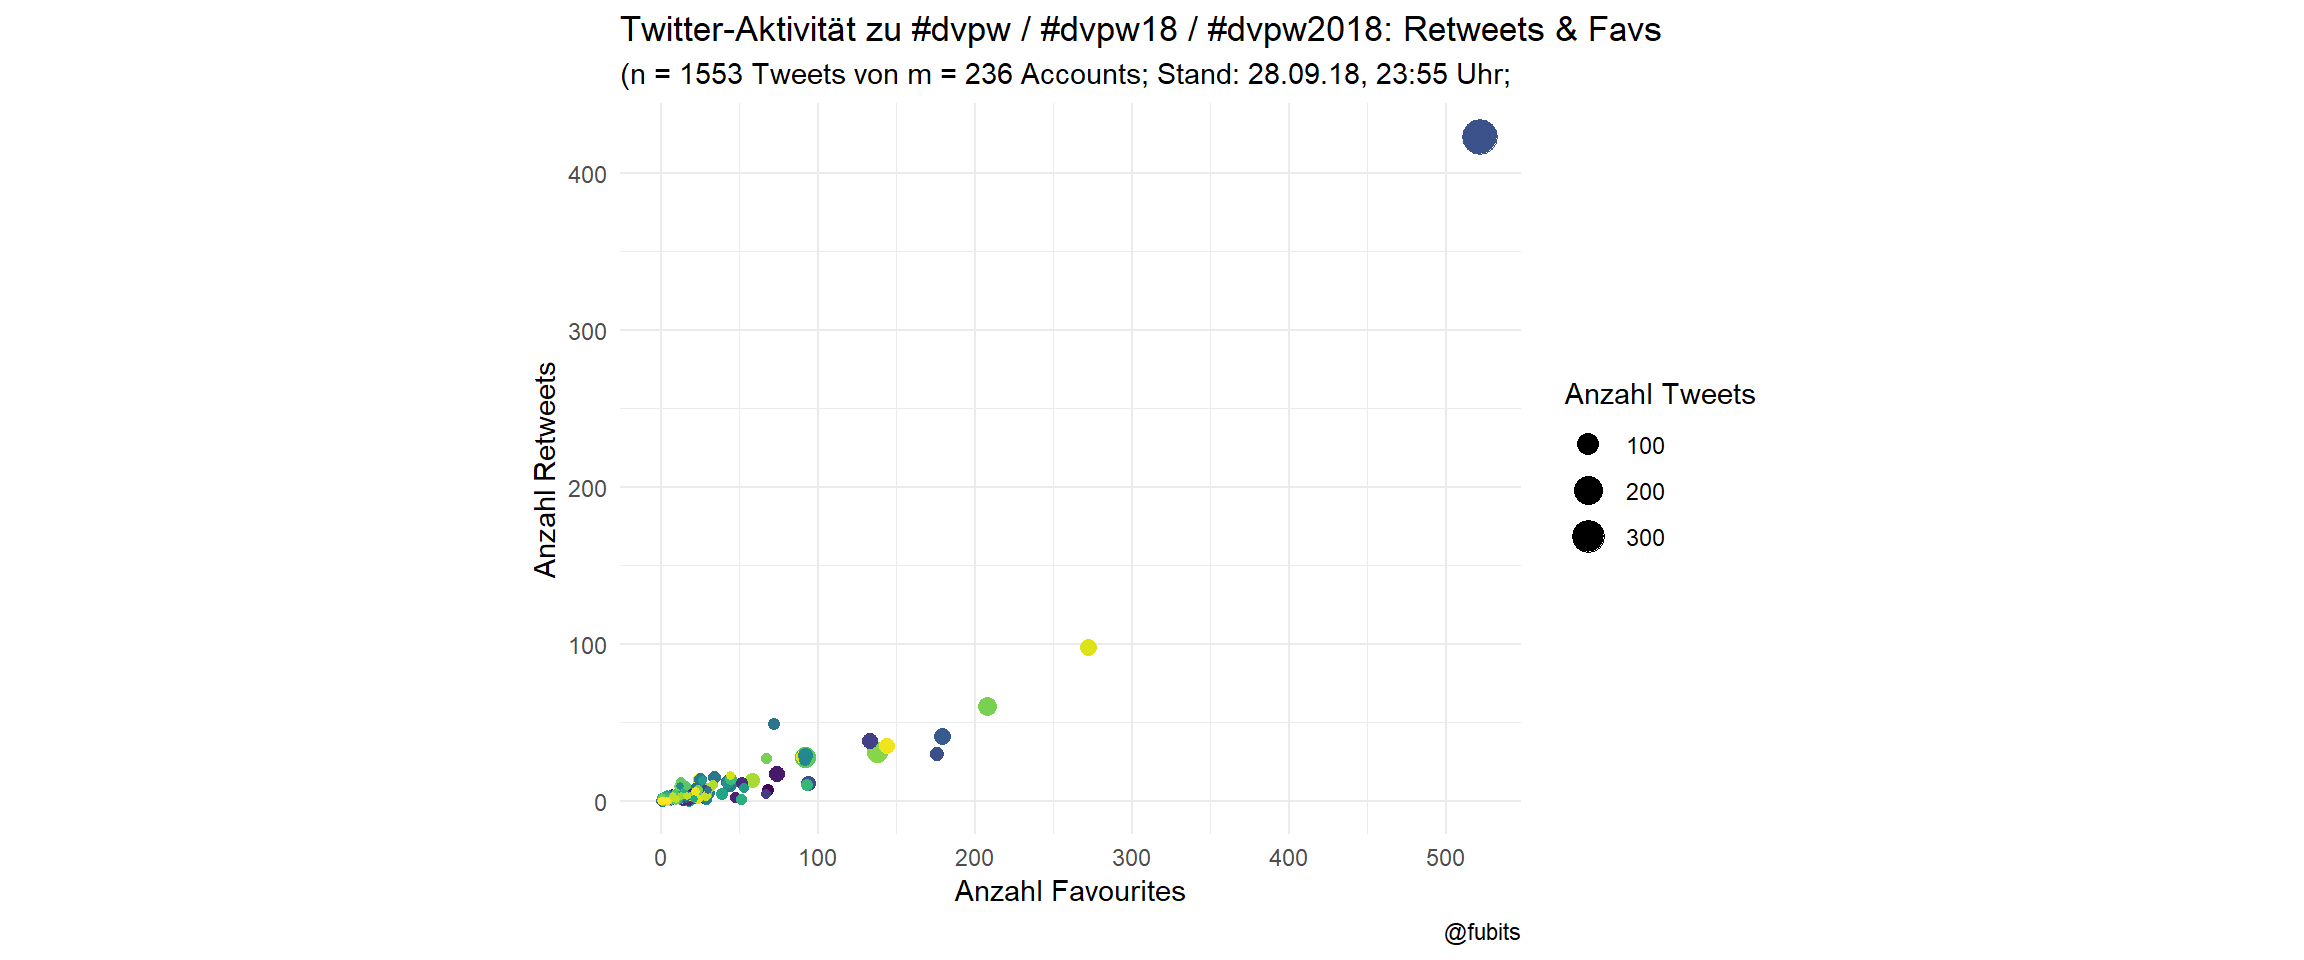 Twitter-Aktivität zu #dvpw / #dvpw18 / #dvpw2018: Retweets & Favs
(n = 1553 Tweets von m = 236 Accounts; Stand: 28.09.18, 23:55 Uhr;
Anzahl Retweets
400
300
200
100
0
0 100 200 300 400 500
Anzahl Favourites
Anzahl Tweets
100
200
300
@fubits